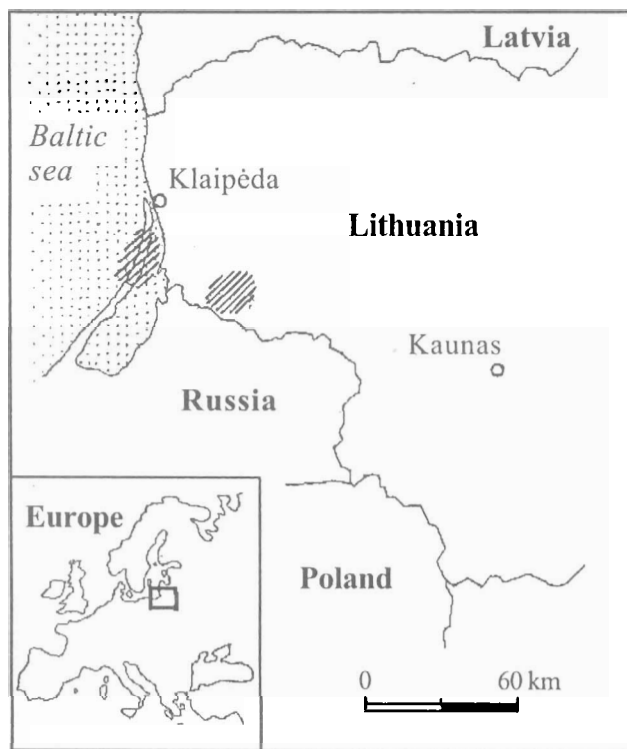 Latvia
Baltic
sea
Klaipėda
Lithuania
Kaunas
Russia
Europe
Poland
0 60 km